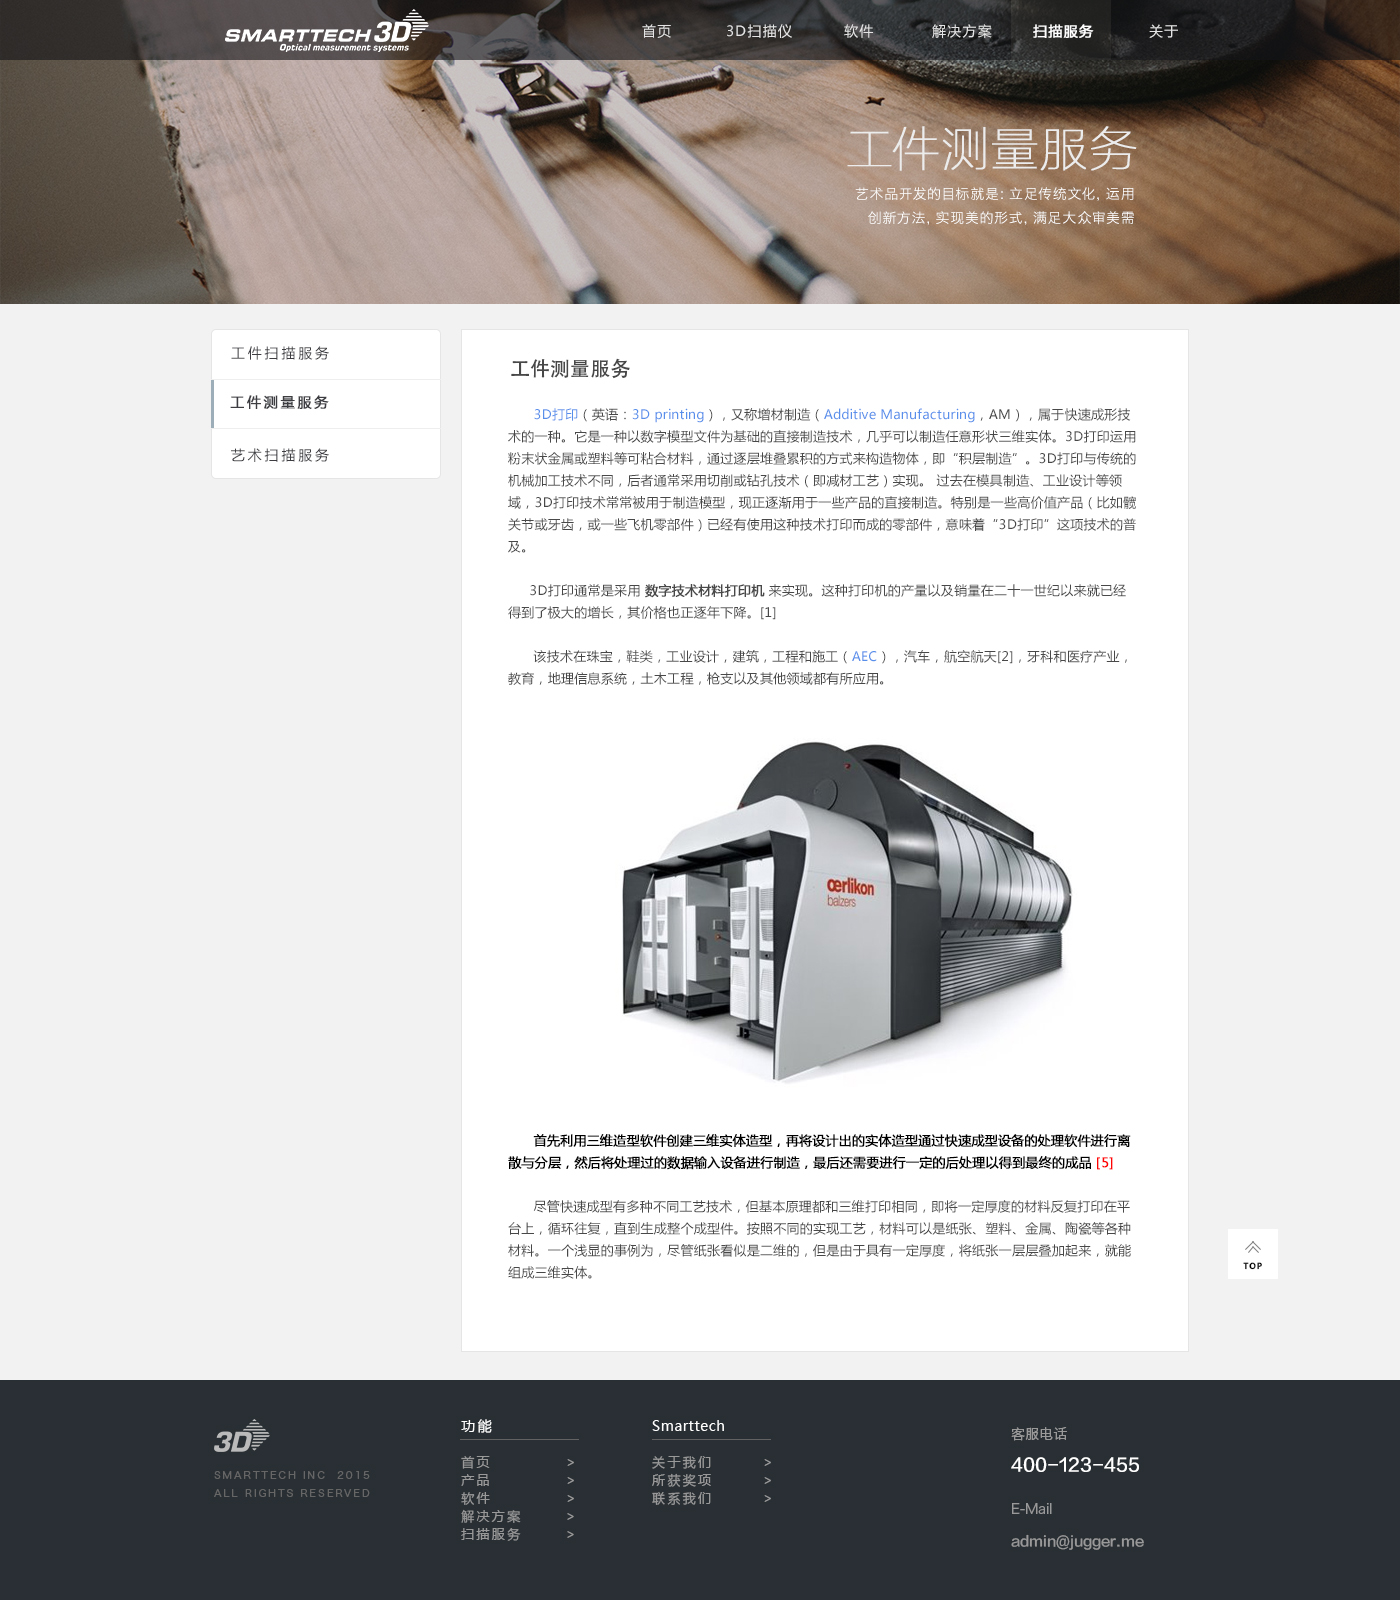 SMARTTECH 3D
Optical measurement systems
首页 3D扫描仪 软件 解决方案 扫描服务 关于
工件测量服务
艺术品开发的目标就是: 立足传统文化, 运用
创新方法, 实现美的形式, 满足大众审美需
工件扫描服务
工件测量服务
艺术扫描服务
工件测量服务
3D打印（英语：3D printing），又称增材制造（Additive Manufacturing，AM），属于快速成形技
术的一种。它是一种以数字模型文件为基础的直接制造技术，几乎可以制造任意形状三维实体。3D打印运用
粉末状金属或塑料等可粘合材料，通过逐层堆叠累积的方式来构造物体，即“积层制造”。3D打印与传统的
机械加工技术不同，后者通常采用切削或钻孔技术（即减材工艺）实现。 过去在模具制造、工业设计等领
域，3D打印技术常常被用于制造模型，现正逐渐用于一些产品的直接制造。特别是一些高价值产品（比如髋
关节或牙齿，或一些飞机零部件）已经有使用这种技术打印而成的零部件，意味着“3D打印”这项技术的普
及。
3D打印通常是采用 数字技术材料打印机 来实现。这种打印机的产量以及销量在二十一世纪以来就已经
得到了极大的增长，其价格也正逐年下降。[1]
该技术在珠宝，鞋类，工业设计，建筑，工程和施工（AEC），汽车，航空航天[2]，牙科和医疗产业，
教育，地理信息系统，土木工程，枪支以及其他领域都有所应用。
œrlikon
balzers
首先利用三维造型软件创建三维实体造型，再将设计出的实体造型通过快速成型设备的处理软件进行离
散与分层，然后将处理过的数据输入设备进行制造，最后还需要进行一定的后处理以得到最终的成品 [5]
尽管快速成型有多种不同工艺技术，但基本原理都和三维打印相同，即将一定厚度的材料反复打印在平
台上，循环往复，直到生成整个成型件。按照不同的实现工艺，材料可以是纸张、塑料、金属、陶瓷等各种
材料。一个浅显的事例为，尽管纸张看似是二维的，但是由于具有一定厚度，将纸张一层层叠加起来，就能
组成三维实体。
TOP
3D
SMARTTECH INC 2015
ALL RIGHTS RESERVED
功能
首页 >
产品 >
软件 >
解决方案 >
扫描服务 >
Smarttech
关于我们 >
所获奖项 >
联系我们 >
客服电话
400-123-455
E-Mail
admin@jugger.me